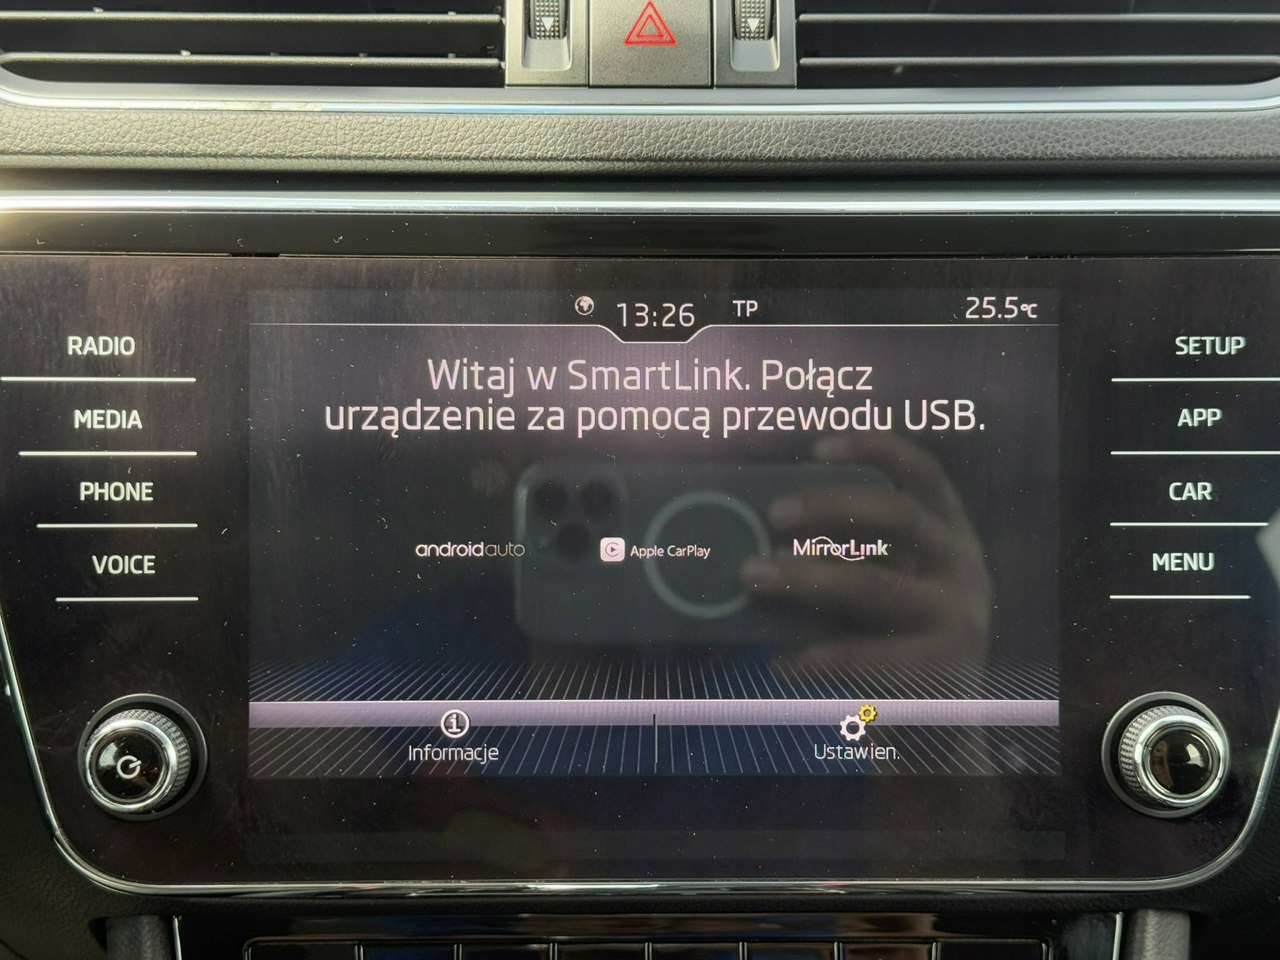 13:26
TP
25.5°C
RADIO
MEDIA
PHONE
VOICE
Witaj w SmartLink. Połącz
urządzenie za pomocą przewodu USB.
androidauto
Apple CarPlay
MirrorLink
Informacje
Ustawien.
SETUP
APP
CAR
MENU